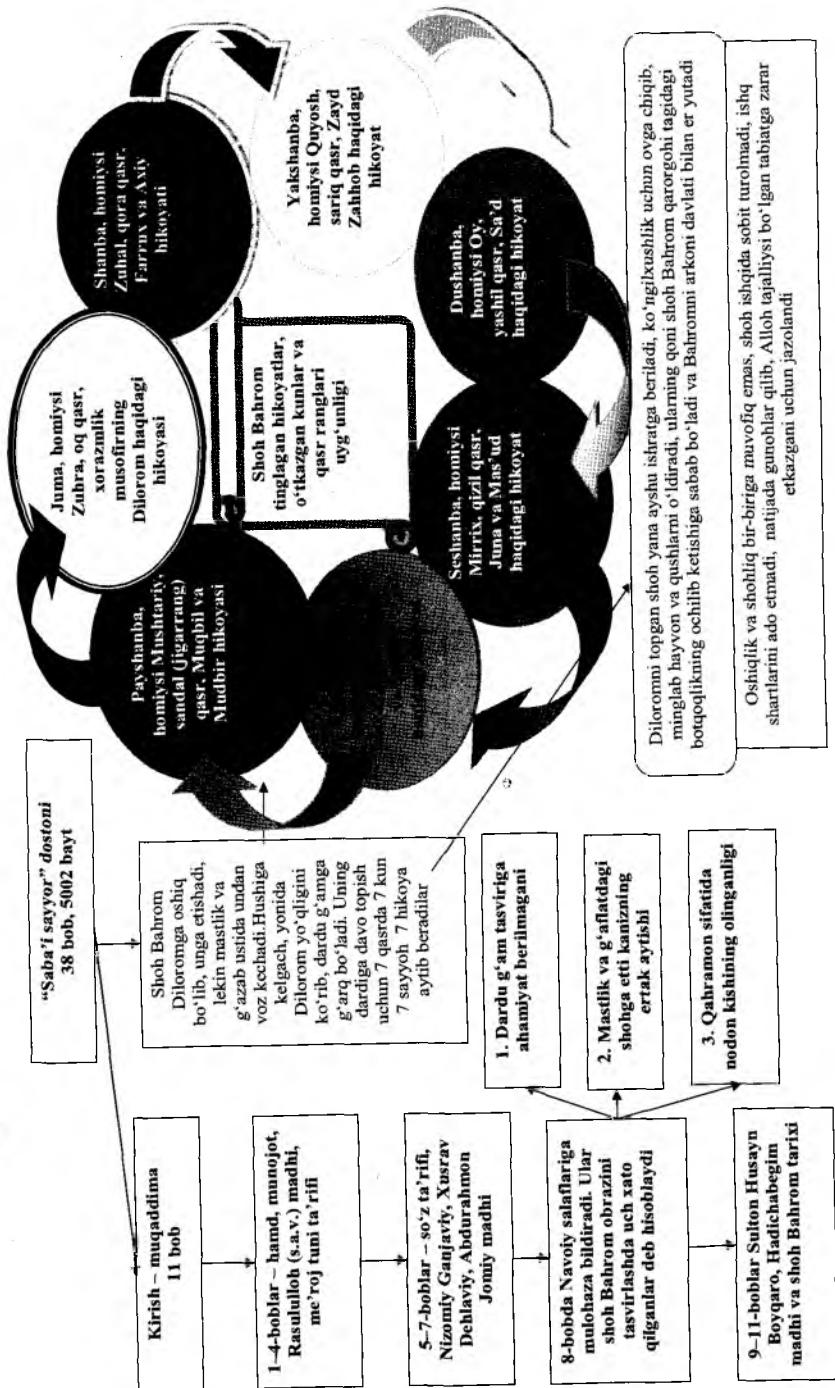 “Saba’i sayyor” dostoni
38 bob, 5002 bayt
Kirish – muqaddima
11 bob
1–4-boblar – hamd, munojot,
Rasululloh (s.a.v.) madhi,
me’roj tuni ta’rifi
5–7-boblar – so‘z ta’rifi,
Nizomiy Ganjaviy, Xusrav
Dehlaviy, Abdurahmon
Jomiy madhi
8-bobda Navoiy salaflariga
mulohaza bildiradi. Ular
shoh Bahrom obrazini
tasvirlashda uch xato
qilganlar deb hisoblaydi
9–11-boblar Sulton Husayn
Boyqaro, Hadichabegim
madhi va shoh Bahrom tarixi
Shoh Bahrom
Diloromga oshiq
bo‘lib, unga etishadi,
lekin mastlik va
g‘azab ustida undan
voz kechadi.Hushiga
kelgach, yonida
Dilorom yo‘qligini
ko‘rib, dardu g‘amga
g‘arq bo‘ladi. Uning
dardiga davo topish
uchun 7 qasrda 7 kun
7 sayyoh 7 hikoya
aytib beradilar
1. Dardu g‘am tasviriga
ahamiyat berilmagani
2. Mastlik va g‘aflatdagi
shohga etti kanizning
ertak aytishi
3. Qahramon sifatida
nodon kishining olinganligi
Shanba, homiysi
Zuhal, qora qasr,
Farrux va Axiy
hikoyati
Yakshanba,
homiysi Quyosh,
sariq qasr, Zayd
Zahhob haqidagi
hikoyat
Dushanba,
homiysi Oy,
yashil qasr, Sa’d
haqidagi hikoyat
Seshanba, homiysi
Mirrix, qizil qasr,
Juna va Mas’ud
haqidagi hikoyat
Payshanba,
homiysi Mushtariy,
sandal (jigarrang)
qasr, Muqbil va
Mudbir hikoyasi
Juma, homiysi
Zuhra, oq qasr,
xorazmlik
musofirning
Dilorom haqidagi
hikoyasi
Shoh Bahrom
tinglagan hikoyatlar,
o‘tkazgan kunlar va
qasr ranglari
uyg‘unligi
Diloromni topgan shoh yana ayshu ishratga beriladi, ko‘ngilxushlik uchun ovga chiqib,
minglab hayvon va qushlarni o‘ldiradi, ularning qoni shoh Bahrom qarorgohi tagidagi
botqoqlikning ochilib ketishiga sabab bo‘ladi va Bahromni arkoni davlati bilan er yutadi
Oshiqlik va shohliq bir-biriga muvofiq emas, shoh ishqida sobit turolmadi, ishq
shartlarini ado etmadi, natijada gunohlar qilib, Alloh tajalliysi bo‘lgan tabiatga zarar
etkazgani uchun jazolandi